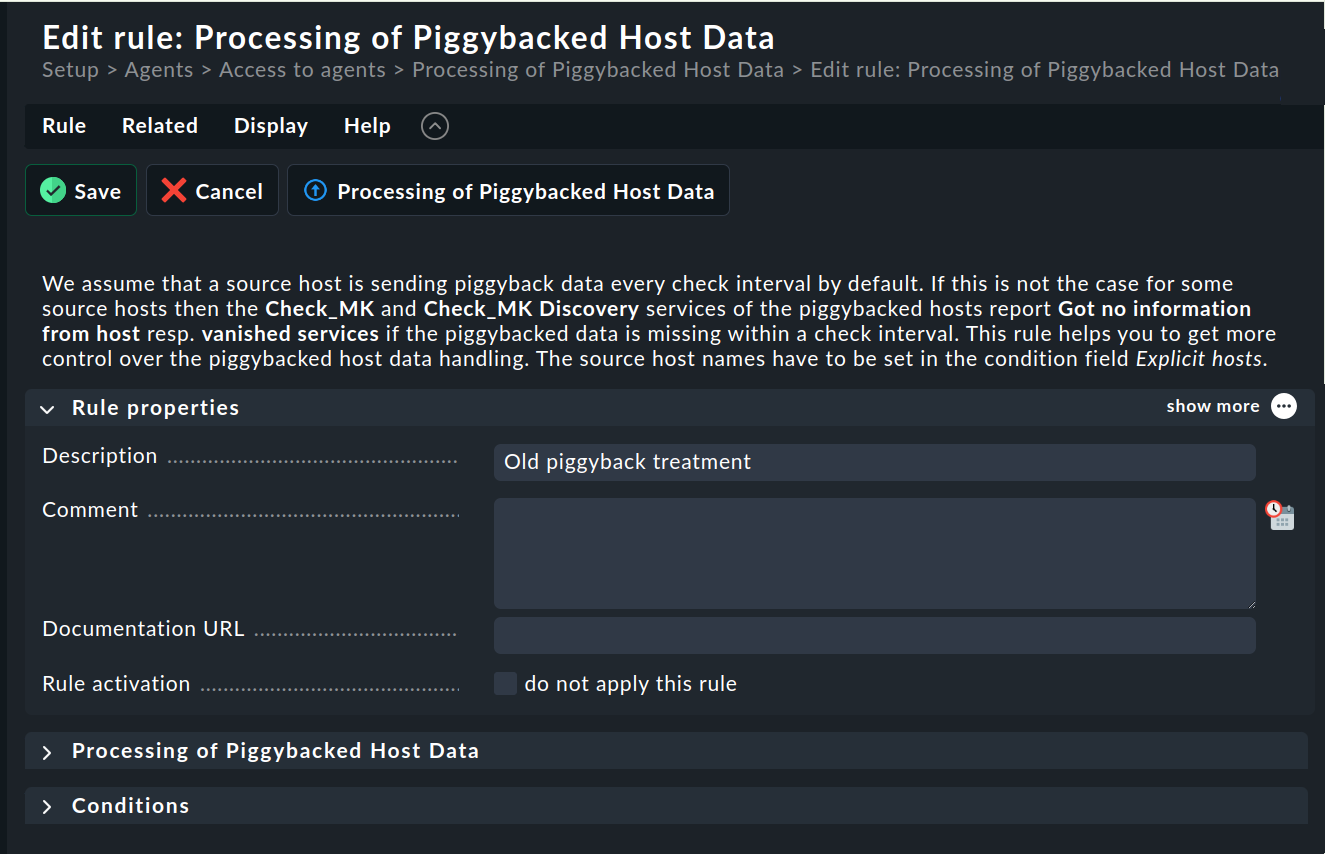 Edit rule: Processing of Piggybacked Host Data
Setup > Agents > Access to agents > Processing of Piggybacked Host Data > Edit rule: Processing of Piggybacked Host Data
Rule Related Display Help
Save Cancel Processing of Piggybacked Host Data
We assume that a source host is sending piggyback data every check interval by default. If this is not the case for some
source hosts then the Check_MK and Check_MK Discovery services of the piggybacked hosts report Got no information
from host resp. vanished services if the piggybacked data is missing within a check interval. This rule helps you to get more
control over the piggybacked host data handling. The source host names have to be set in the condition field Explicit hosts.
Rule properties show more
Description Old piggyback treatment
Comment
Documentation URL
Rule activation do not apply this rule
Processing of Piggybacked Host Data
Conditions